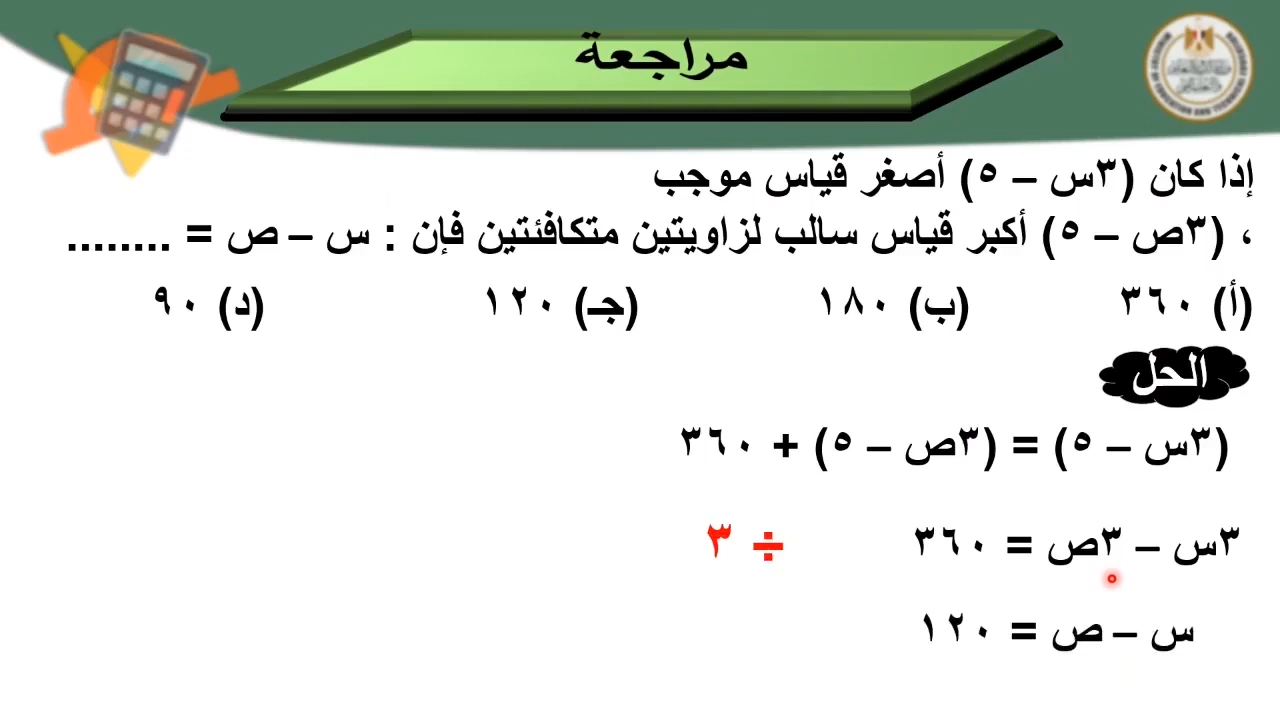 مراجعة
إذا كان (٣س – ٥) أصغر قياس موجب
، (٣ص – ٥) أكبر قياس سالب لزاويتين متكافئتين فإن : س – ص = ........
(أ) ٣٦٠ (ب) ١٨٠ (جـ) ١٢٠ (د) ٩٠
الحل
(٣س – ٥) = (٣ص – ٥) + ٣٦٠
٣س – ٣ص = ٣٦٠ ÷ ٣
س – ص = ١٢٠